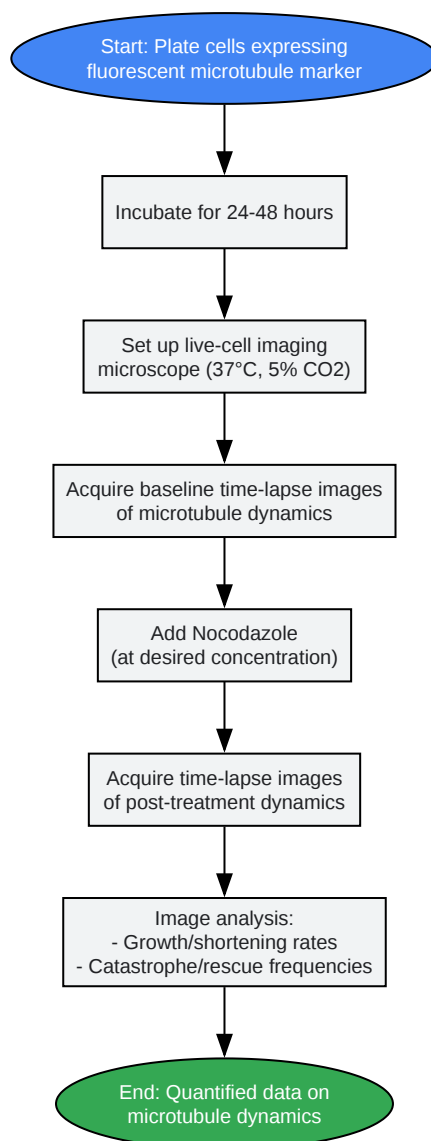 Start: Plate cells expressing
fluorescent microtubule marker
Incubate for 24-48 hours
Set up live-cell imaging
microscope (37°C, 5% CO2)
Acquire baseline time-lapse images
of microtubule dynamics
Add Nocodazole
(at desired concentration)
Acquire time-lapse images
of post-treatment dynamics
Image analysis:
- Growth/shortening rates
- Catastrophe/rescue frequencies
End: Quantified data on
microtubule dynamics